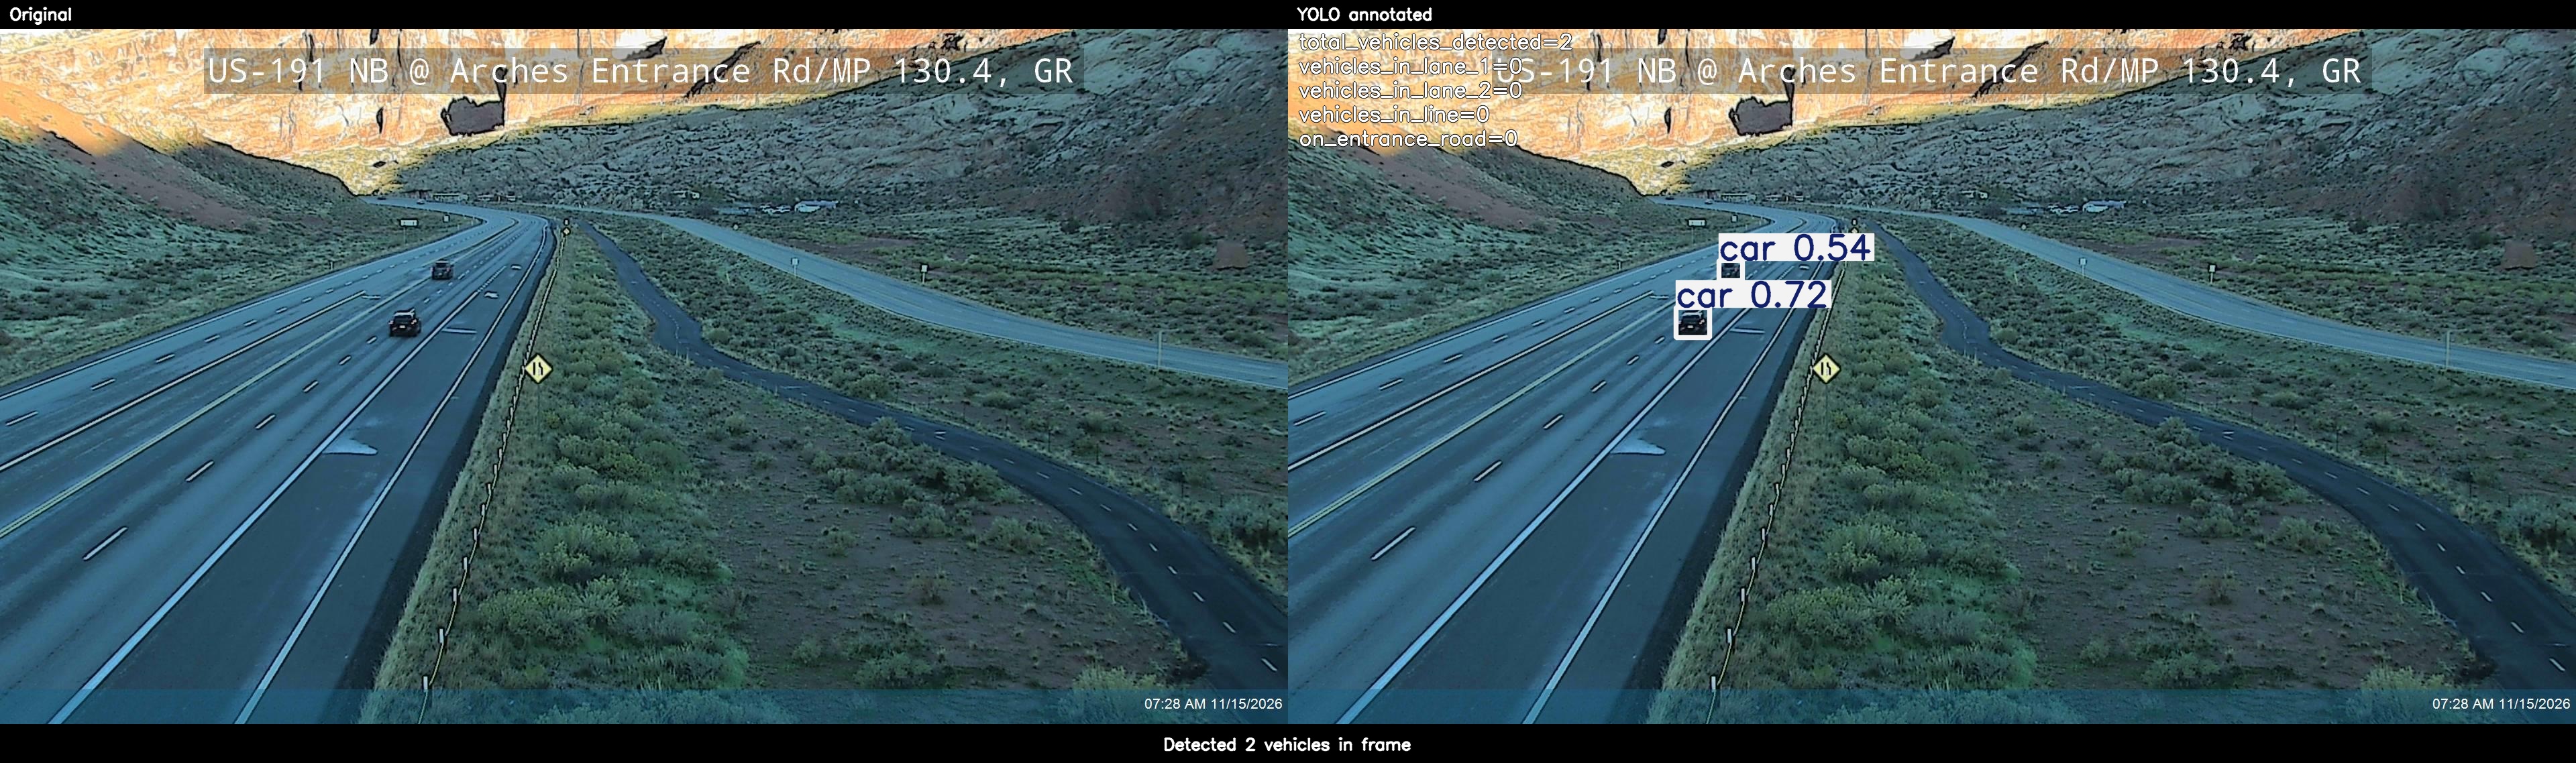 Original
US-191 NB @ Arches Entrance Rd/MP 130.4, GR
07:28 AM 11/15/2026
YOLO annotated
total_vehicles_detected=2
vehicles_in_lane_1=0
US-191 NB @ Arches Entrance Rd/MP 130.4, GR
vehicles_in_lane_2=0
vehicles_in_line=0
on_entrance_road=0
car 0.54
car 0.72
07:28 AM 11/15/2026
Detected 2 vehicles in frame